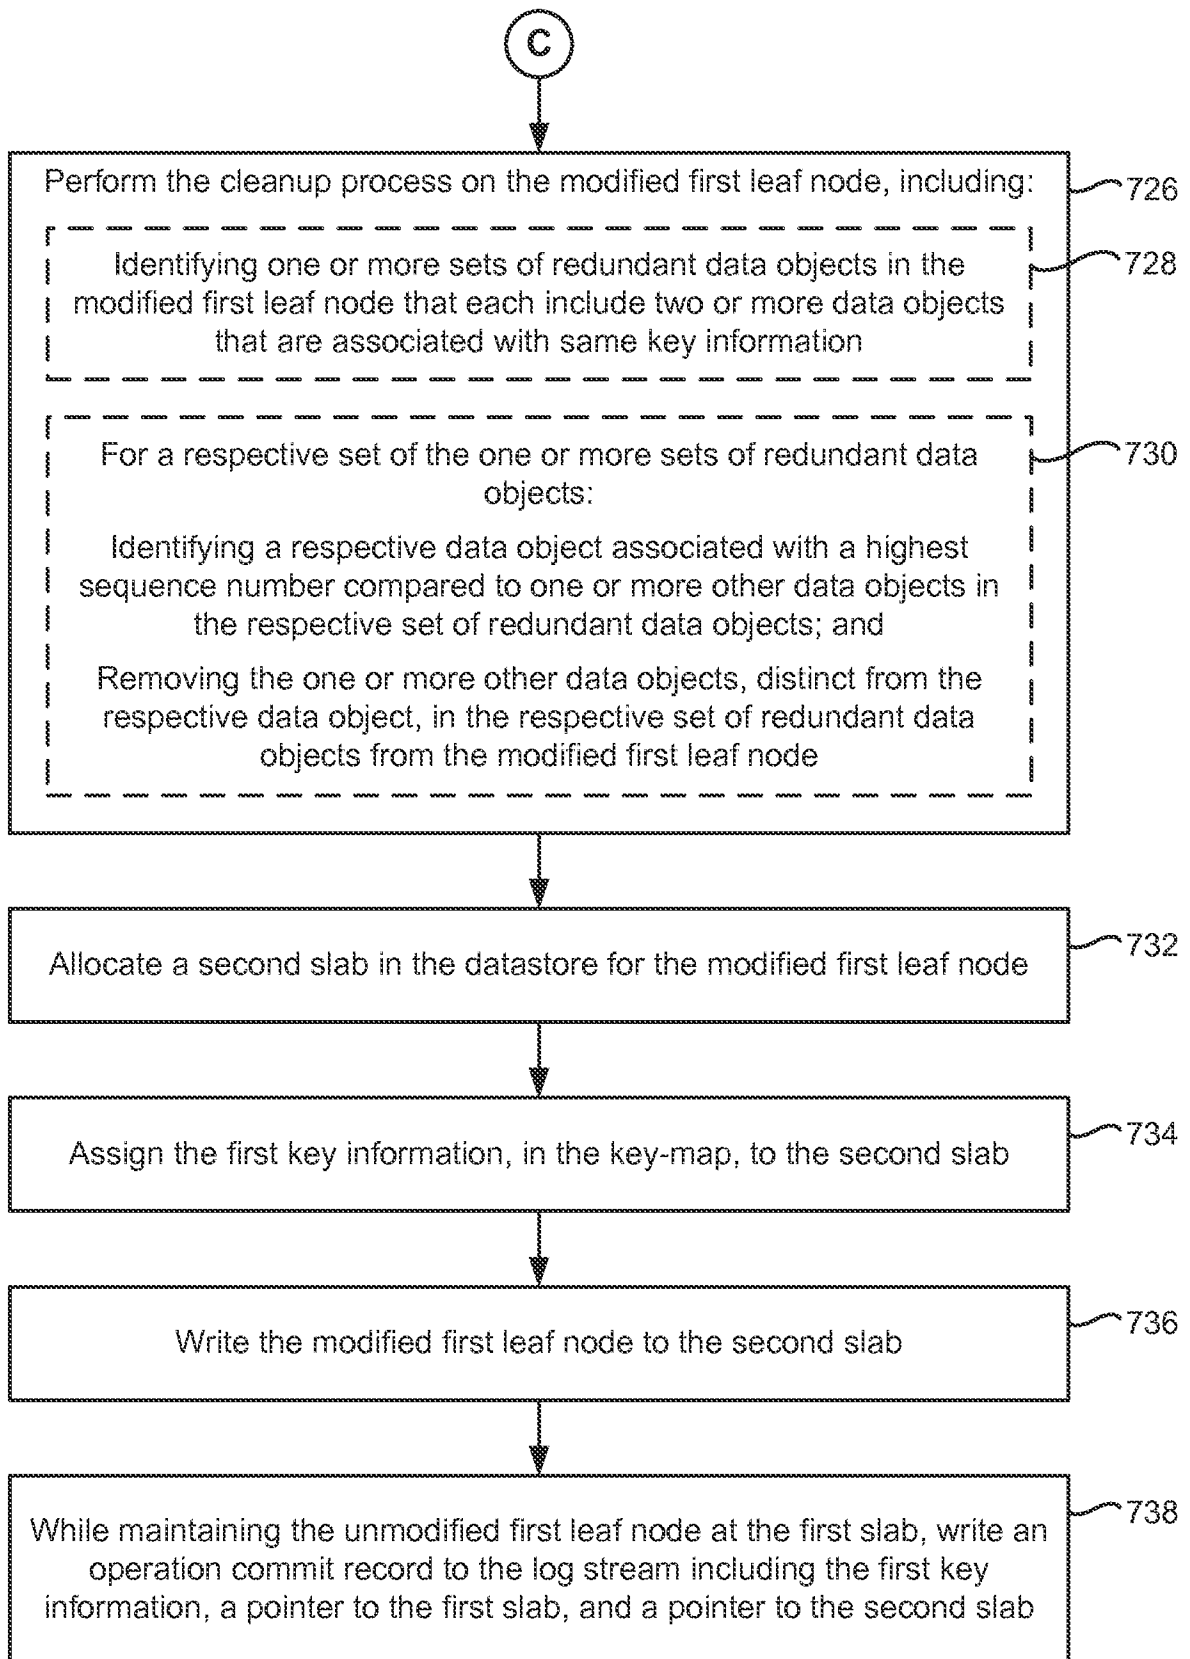 C
Perform the cleanup process on the modified first leaf node, including:
726
Identifying one or more sets of redundant data objects in the
modified first leaf node that each include two or more data objects
that are associated with same key information
728
For a respective set of the one or more sets of redundant data
objects:
Identifying a respective data object associated with a highest
sequence number compared to one or more other data objects in
the respective set of redundant data objects; and
Removing the one or more other data objects, distinct from the
respective data object, in the respective set of redundant data
objects from the modified first leaf node
730
Allocate a second slab in the datastore for the modified first leaf node
732
Assign the first key information, in the key-map, to the second slab
734
Write the modified first leaf node to the second slab
736
While maintaining the unmodified first leaf node at the first slab, write an
operation commit record to the log stream including the first key
information, a pointer to the first slab, and a pointer to the second slab
738